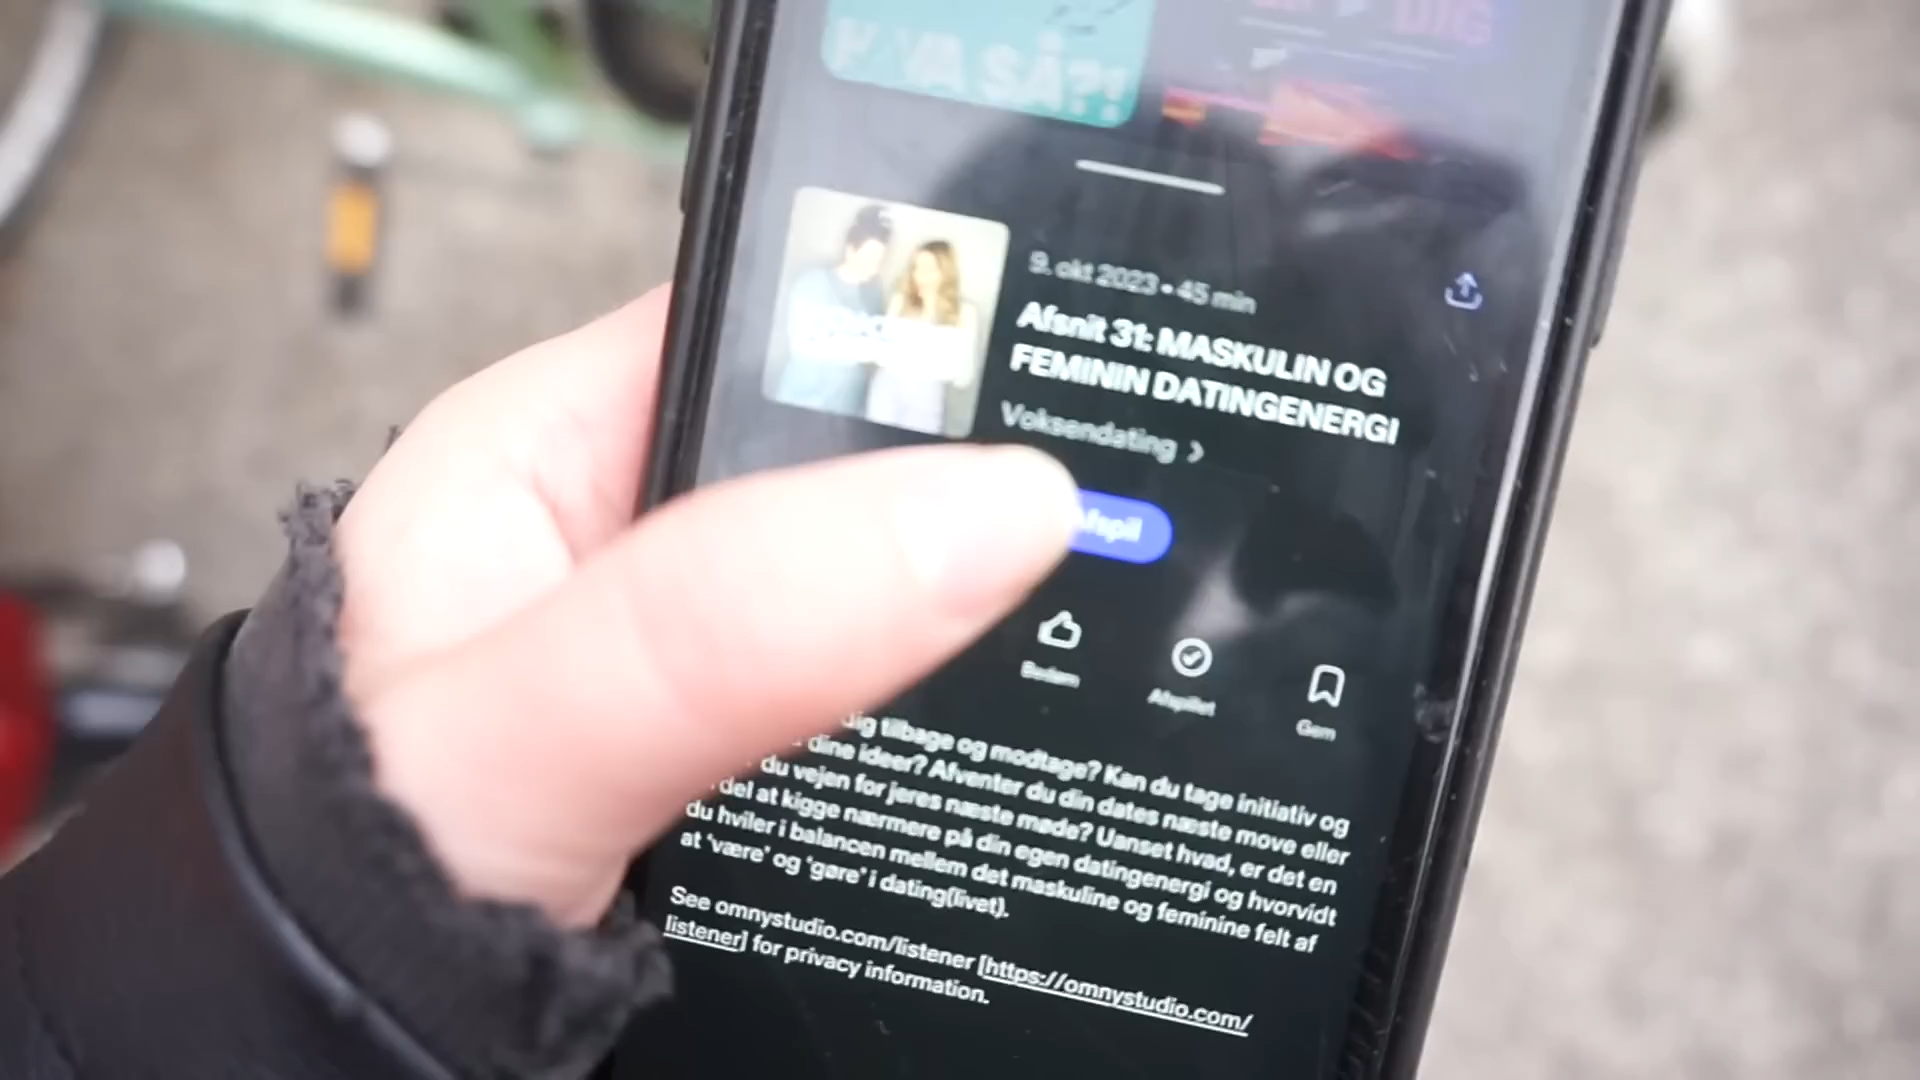 HVA SÅ?!
DIG
9. okt 2023 • 45 min
Afsnit 31: MASKULIN OG
FEMININ DATINGENERGI
Voksendating
Bedøm
Afspillet
Gem
dig tilbage og modtage? Kan du tage initiativ og
dine ideer? Afventer du din dates næste move eller
du vejen for jeres næste møde? Uanset hvad, er det en
del at kigge nærmere på din egen datingenergi og hvorvidt
du hviler i balancen mellem det maskuline og feminine felt af
at 'være' og 'gøre' i dating(livet).
See omnystudio.com/listener [https://omnystudio.com/
listener] for privacy information.